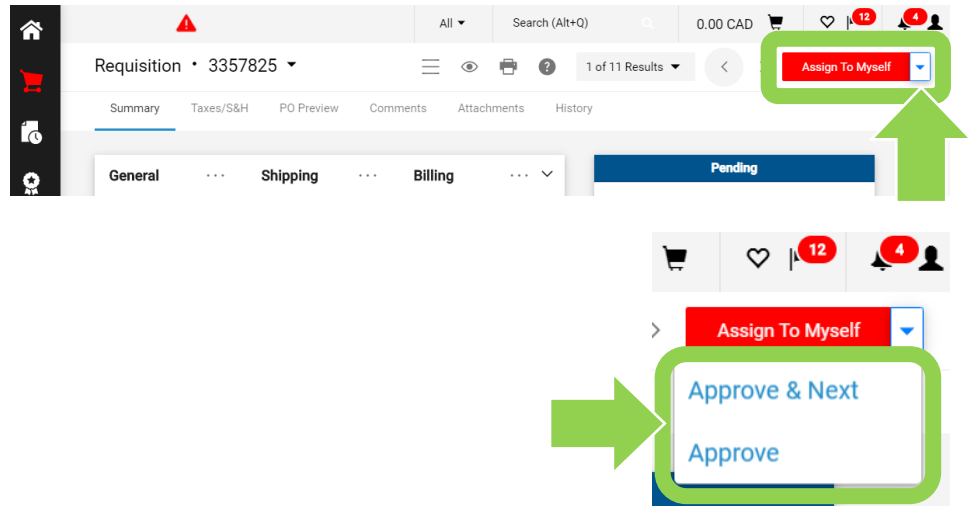 All Search (Alt+Q) 0.00 CAD 12 4
Requisition • 3357825 1 of 11 Results Assign To Myself
Summary Taxes/S&H PO Preview Comments Attachments History
General ... Shipping ... Billing ... Pending
12 4
Assign To Myself
Approve & Next
Approve